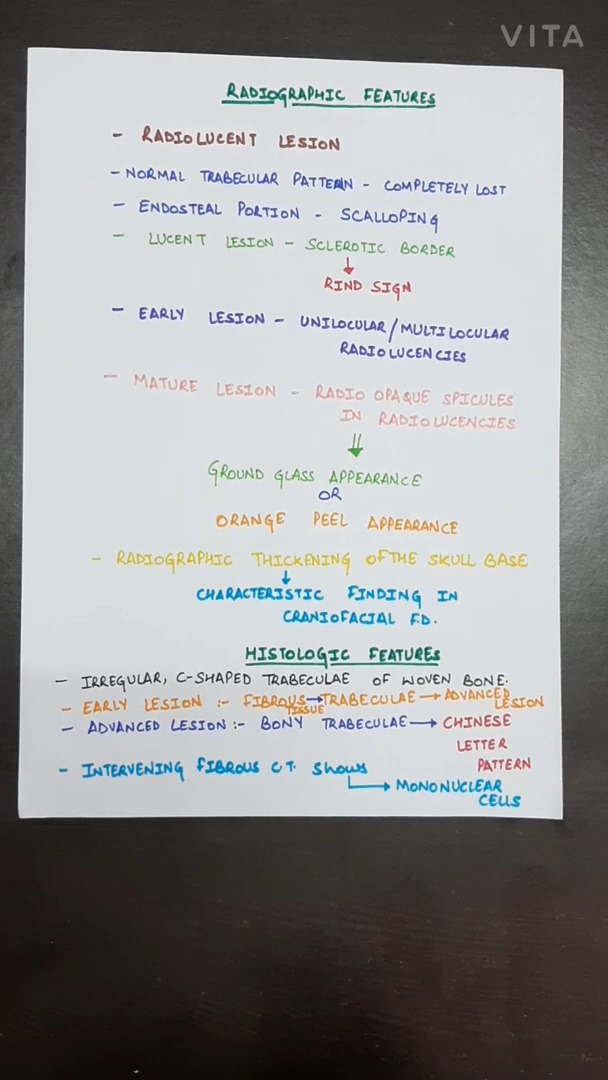 VITA
RADIOGRAPHIC FEATURES
- RADIOLUCENT LESION
- NORMAL TRABECULAR PATTERN - COMPLETELY LOST
- ENDOSTEAL PORTION - SCALLOPING
- LUCENT LESION - SCLEROTIC BORDER
↓
RIND SIGN
- EARLY LESION - UNILOCULAR/MULTILOCULAR
RADIOLUCENCIES
- MATURE LESION - RADIO OPAQUE SPICULES
IN RADIOLUCENCIES
⇓
GROUND GLASS APPEARANCE
OR
ORANGE PEEL APPEARANCE
- RADIOGRAPHIC THICKENING OF THE SKULL BASE
↓
CHARACTERISTIC FINDING IN
CRANIOFACIAL F.D.
HISTOLOGIC FEATURES
- IRREGULAR, C-SHAPED TRABECULAE OF WOVEN BONE.
- EARLY LESION :- FIBROUS TISSUE → TRABECULAE → ADVANCED LESION
- ADVANCED LESION :- BONY TRABECULAE → CHINESE
LETTER
PATTERN
- INTERVENING FIBROUS C.T. Shows
→ MONONUCLEAR
CELLS